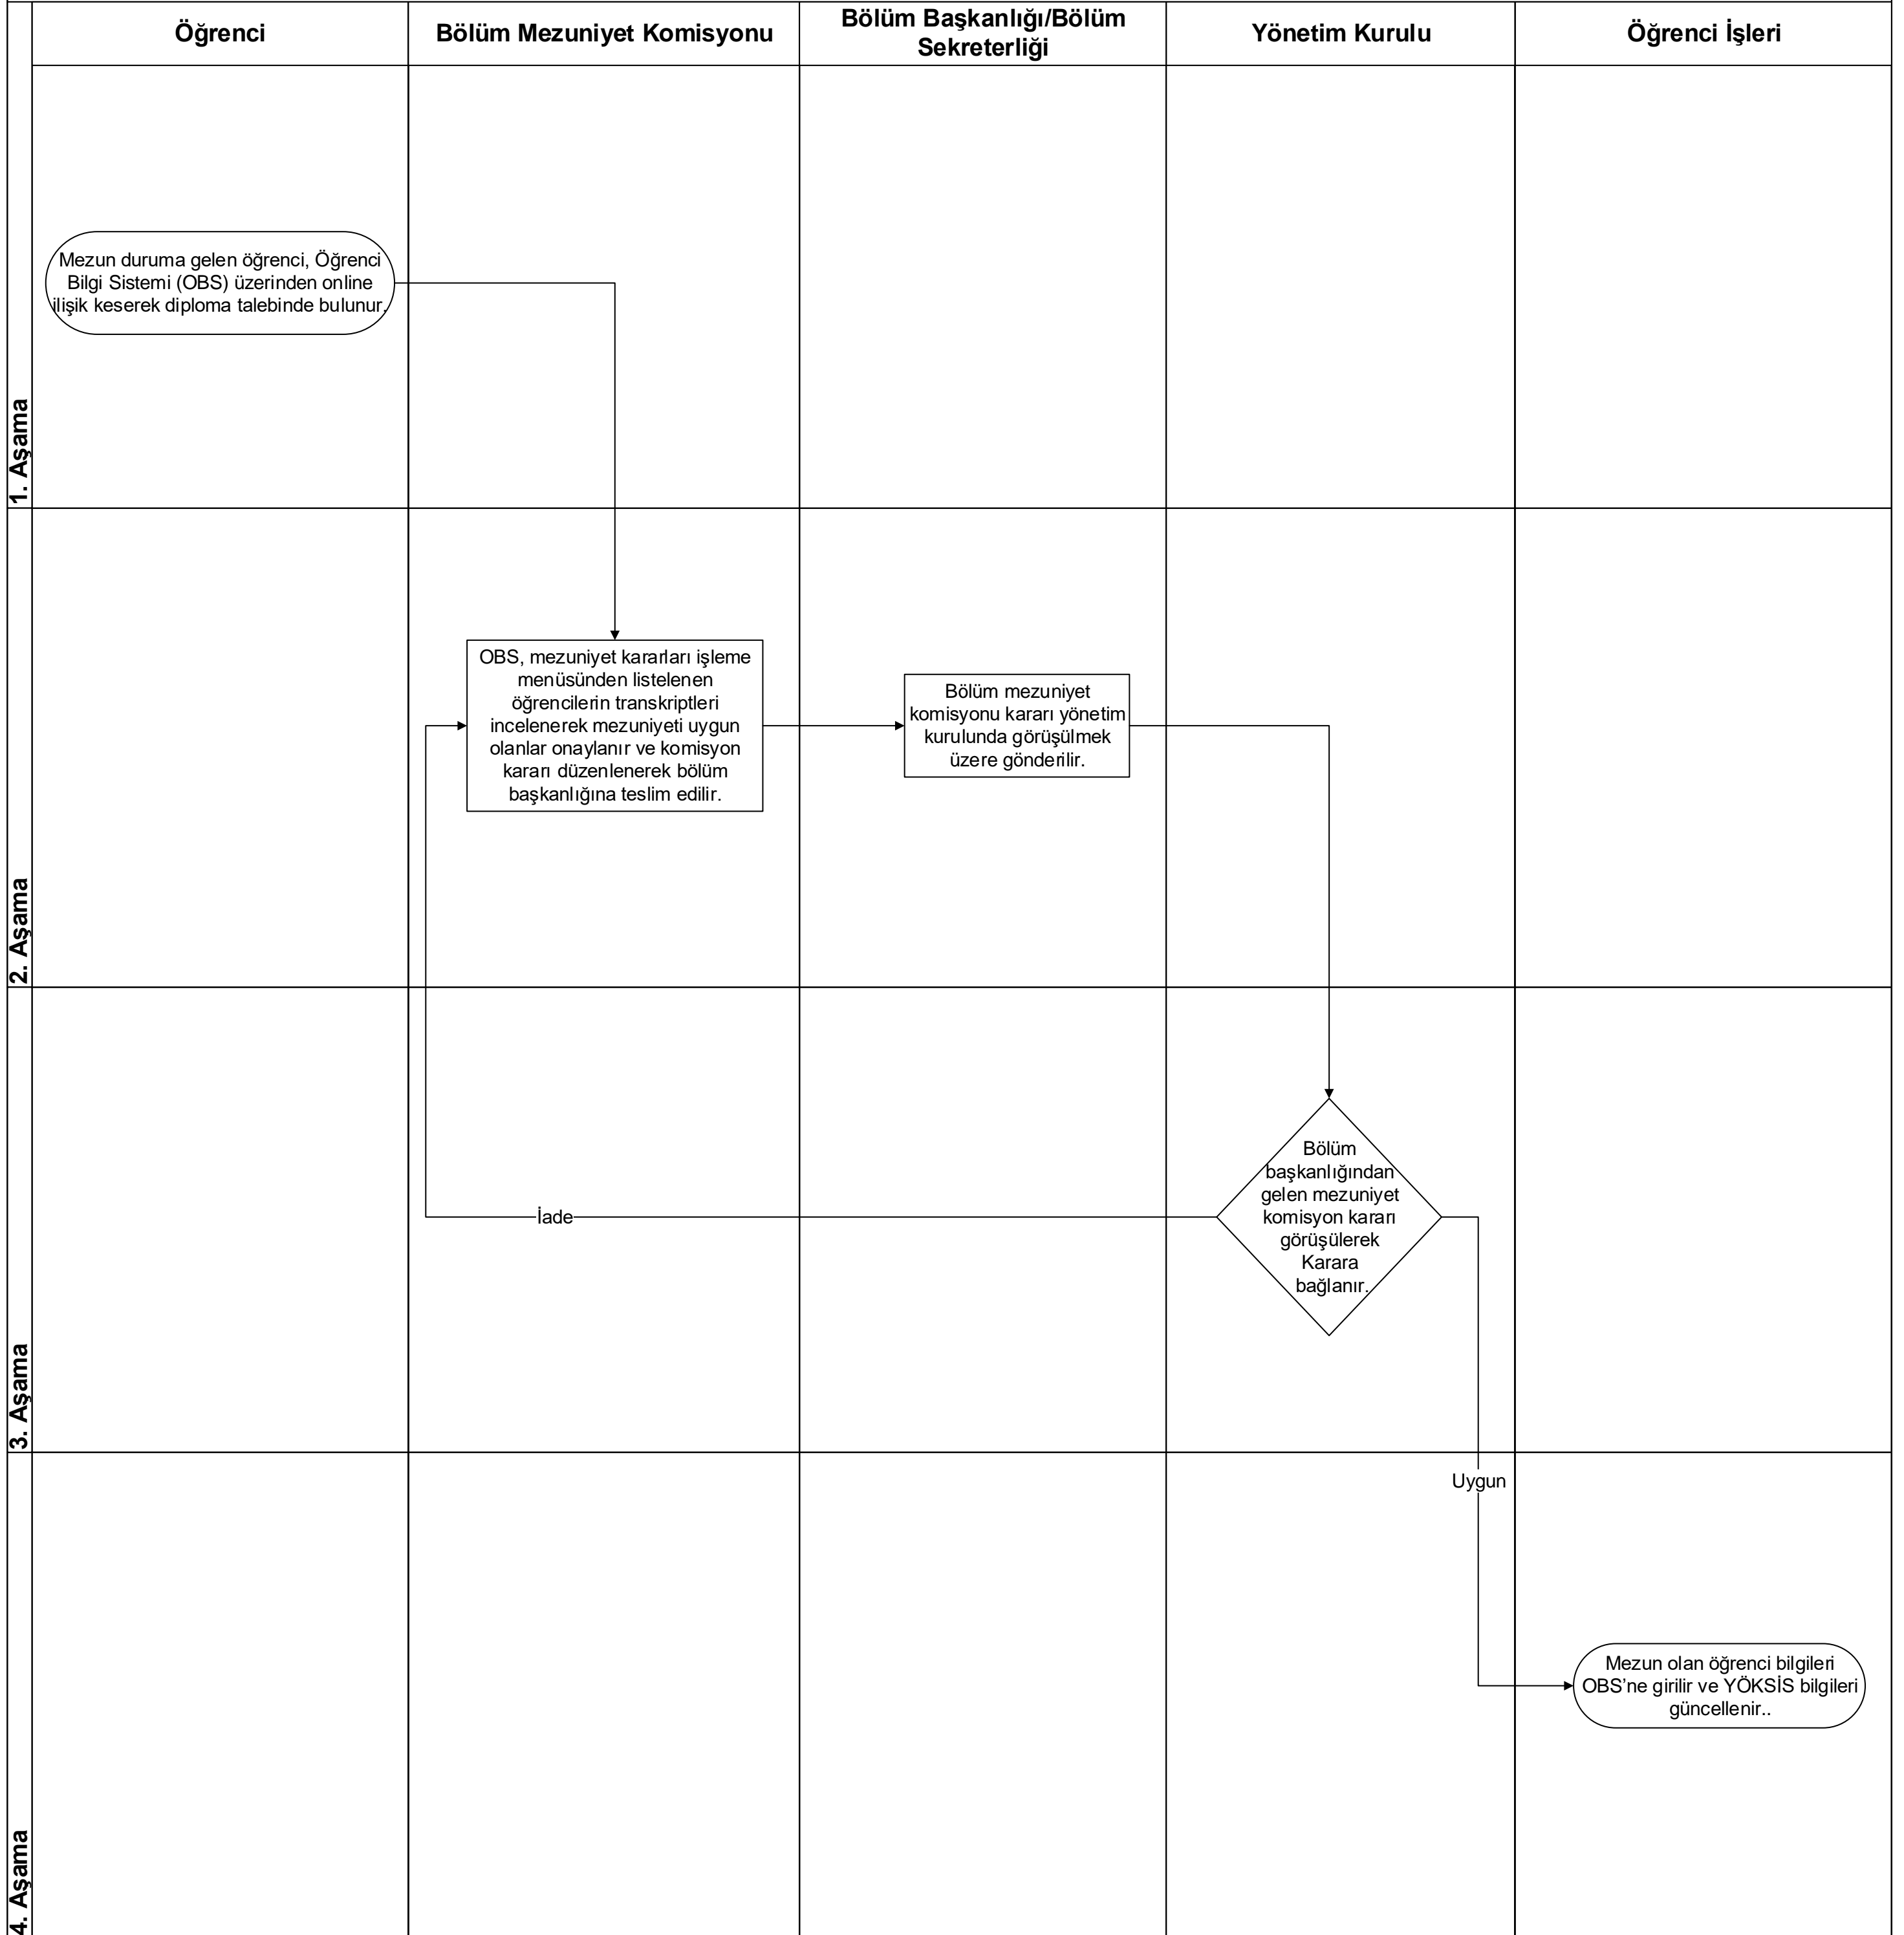 Öğrenci
Bölüm Mezuniyet Komisyonu
Bölüm Başkanlığı/Bölüm
Sekreterliği
Yönetim Kurulu
Öğrenci İşleri
1. Aşama
Mezun duruma gelen öğrenci, Öğrenci
Bilgi Sistemi (OBS) üzerinden online
ilişik keserek diploma talebinde bulunur.
2. Aşama
OBS, mezuniyet kararları işleme
menüsünden listelenen
öğrencilerin transkriptleri
incelenerek mezuniyeti uygun
olanlar onaylanır ve komisyon
kararı düzenlenerek bölüm
başkanlığına teslim edilir.
Bölüm mezuniyet
komisyonu kararı yönetim
kurulunda görüşülmek
üzere gönderilir.
3. Aşama
Bölüm
başkanlığından
gelen mezuniyet
komisyon kararı
görüşülerek
Karara
bağlanır.
İade
Uygun
4. Aşama
Mezun olan öğrenci bilgileri
OBS’ne girilir ve YÖKSİS bilgileri
güncellenir..